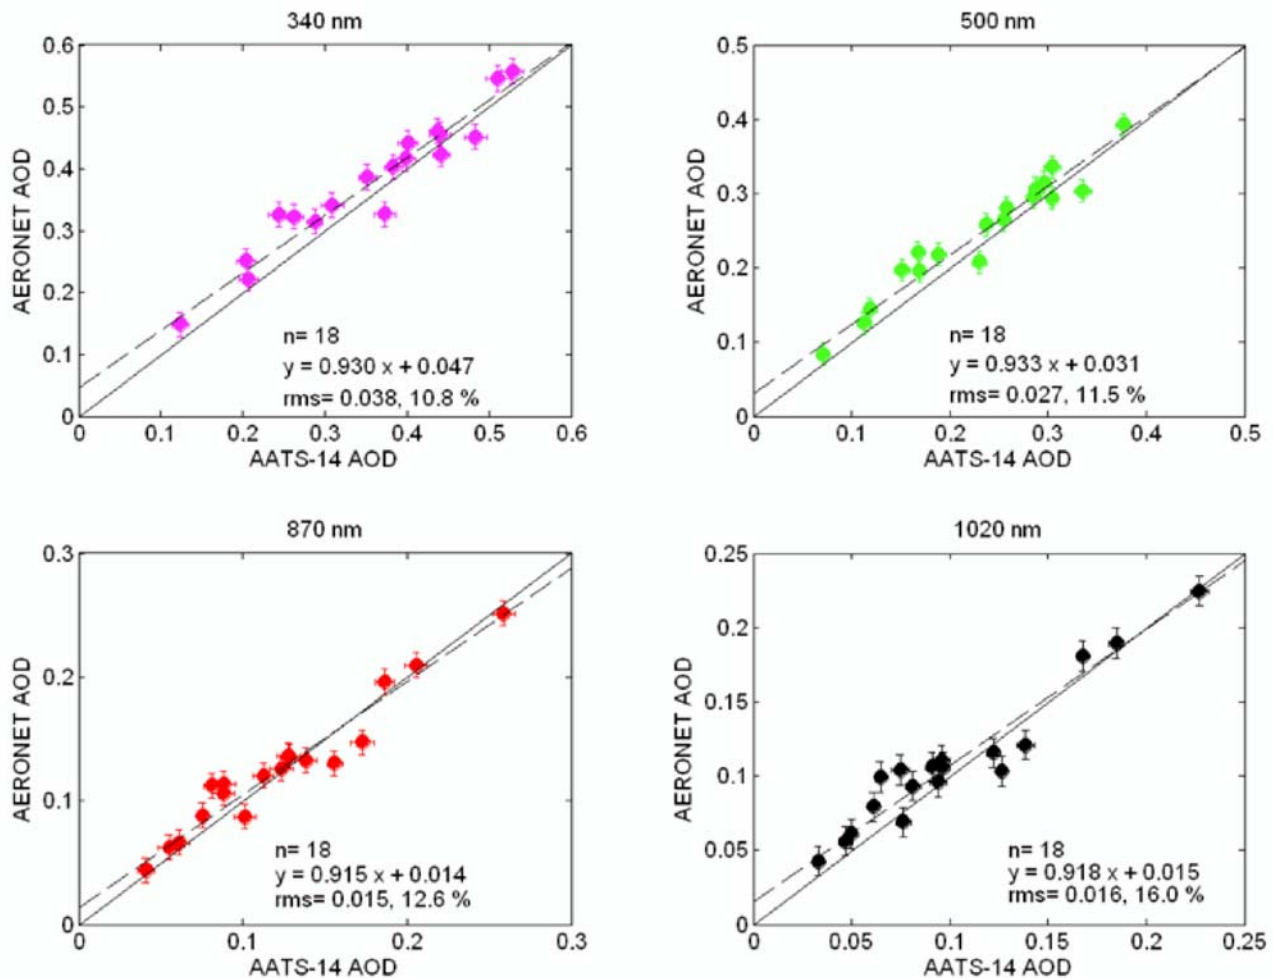 340 nm
0.6
0.5
0.4
0.3
0.2
0.1
0
AERONET AOD
n= 18
y = 0.930 x + 0.047
rms= 0.038, 10.8 %
0 0.1 0.2 0.3 0.4 0.5 0.6
AATS-14 AOD
500 nm
0.5
0.4
0.3
0.2
0.1
0
AERONET AOD
n= 18
y = 0.933 x + 0.031
rms= 0.027, 11.5 %
0 0.1 0.2 0.3 0.4 0.5
AATS-14 AOD
870 nm
0.3
0.2
0.1
0
AERONET AOD
n= 18
y = 0.915 x + 0.014
rms= 0.015, 12.6 %
0 0.1 0.2 0.3
AATS-14 AOD
1020 nm
0.25
0.2
0.15
0.1
0.05
0
AERONET AOD
n= 18
y = 0.918 x + 0.015
rms= 0.016, 16.0 %
0 0.05 0.1 0.15 0.2 0.25
AATS-14 AOD